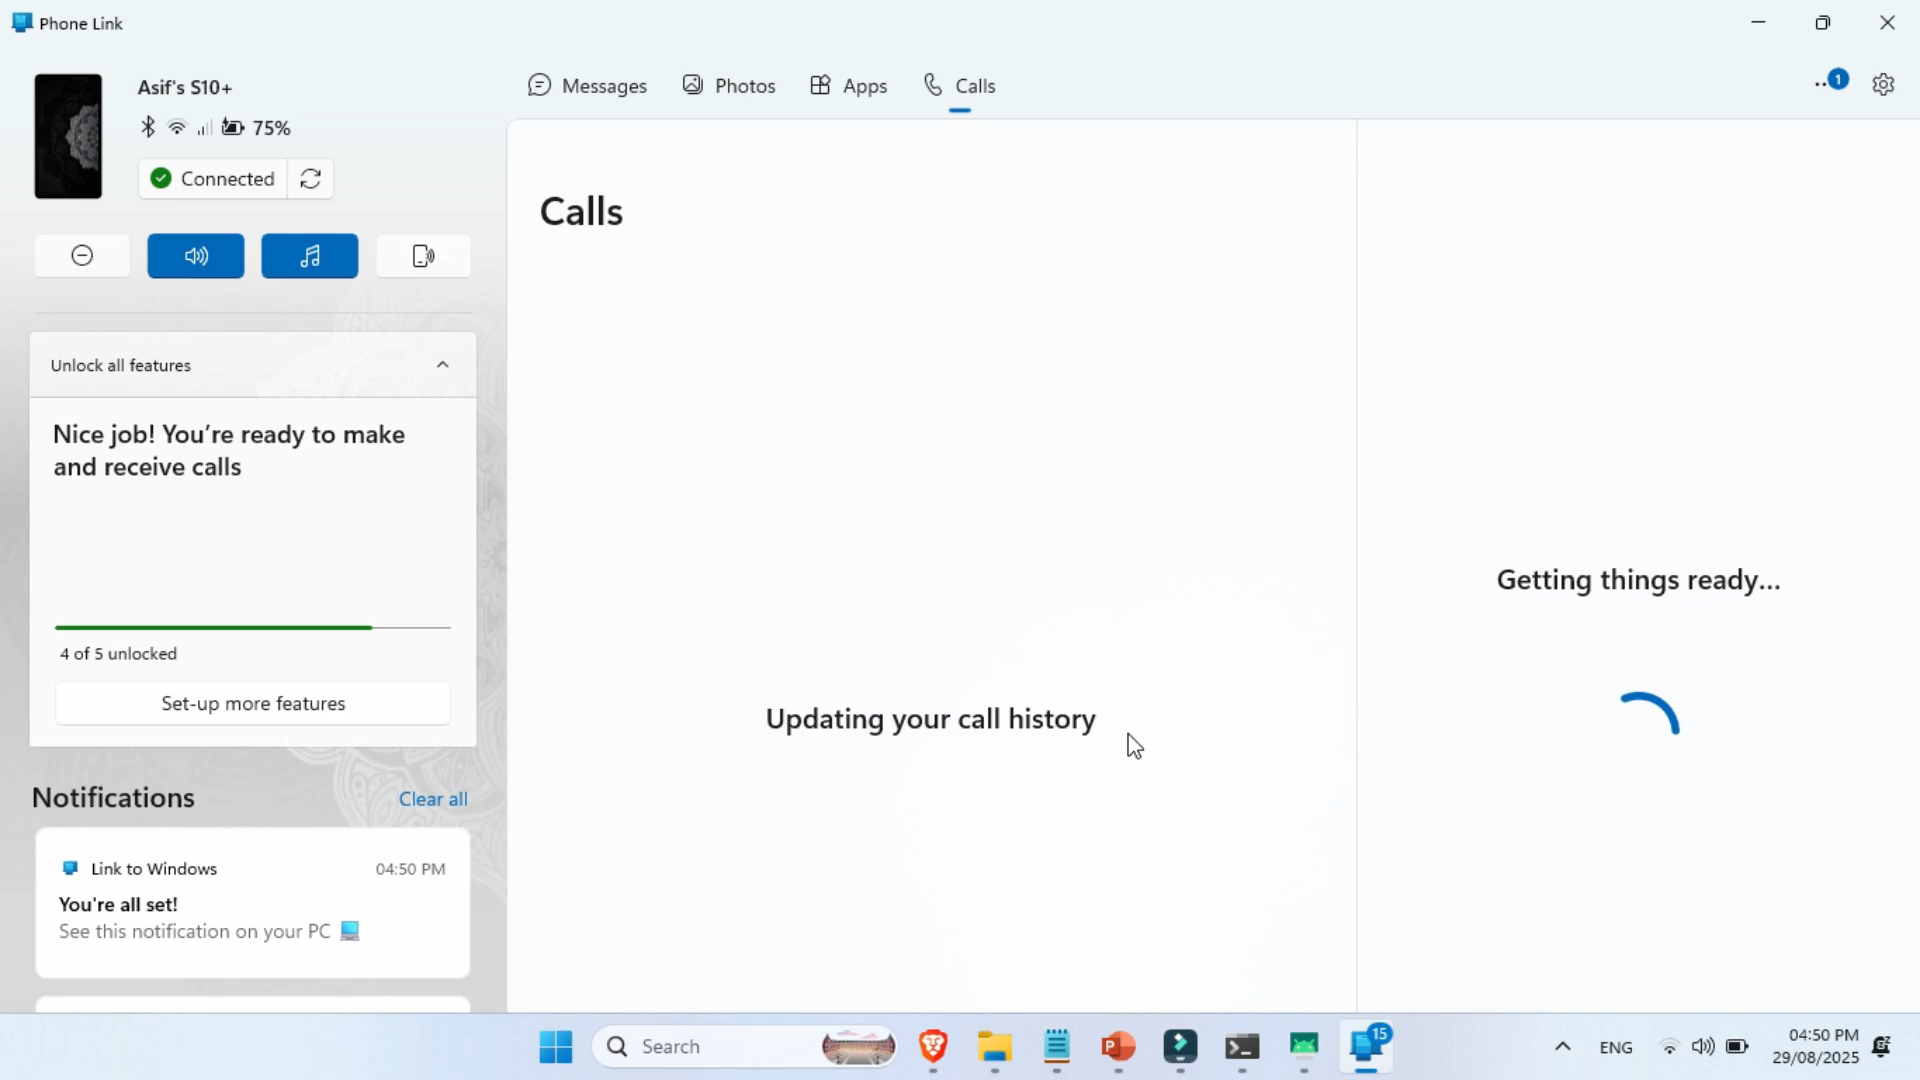 Phone Link
Asif's S10+
75%
Connected
Messages
Photos
Apps
Calls
1
Calls
Unlock all features
Nice job! You’re ready to make
and receive calls
4 of 5 unlocked
Set-up more features
Updating your call history
Getting things ready...
Notifications
Clear all
Link to Windows
04:50 PM
You're all set!
See this notification on your PC
Search
15
ENG
04:50 PM
29/08/2025